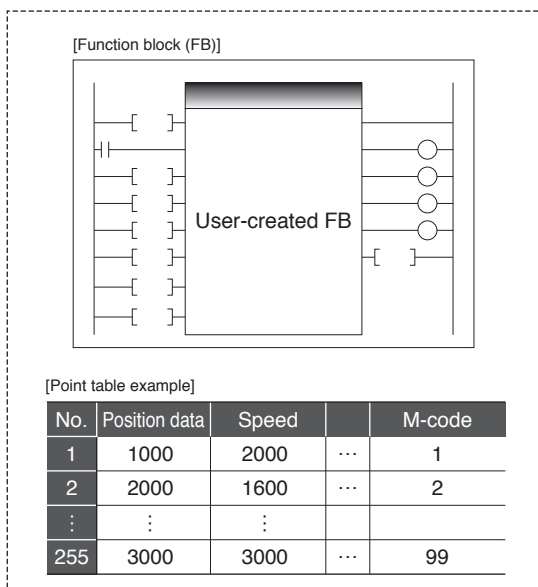 [Function block (FB)]
User-created FB
[Point table example]
No. Position data Speed M-code
1 1000 2000 ··· 1
2 2000 1600 ··· 2
⋮ ⋮ ⋮
255 3000 3000 ··· 99